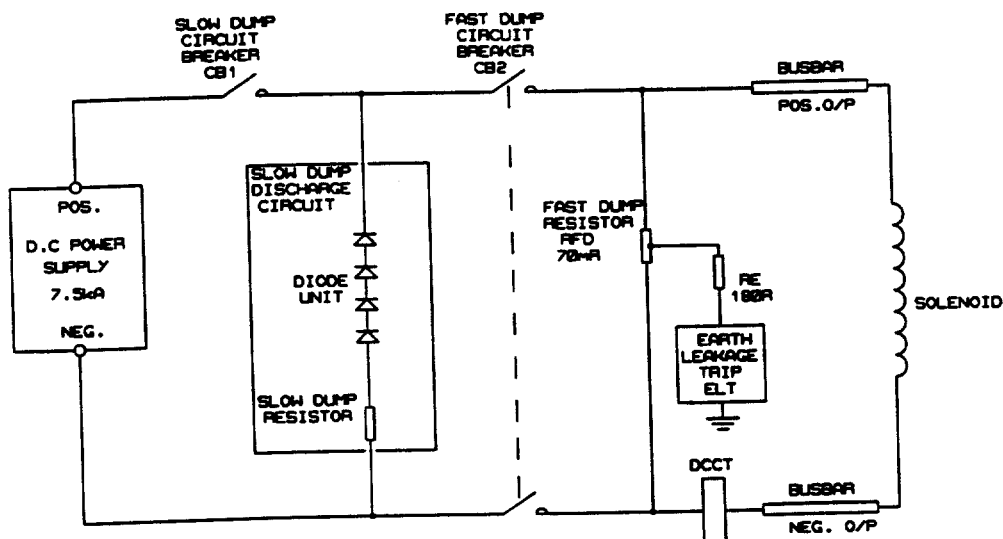 SLOW DUMP
CIRCUIT
BREAKER
CB1
FAST DUMP
CIRCUIT
BREAKER
CB2
BUSBAR
POS.O/P
POS.
D.C POWER
SUPPLY
7.5kA
NEG.
SLOW DUMP
DISCHARGE
CIRCUIT
DIODE
UNIT
SLOW DUMP
RESISTOR
FAST DUMP
RESISTOR
RFD
70mR
RE
180R
EARTH
LEAKAGE
TRIP
ELT
SOLENOID
DCCT
BUSBAR
NEG. O/P